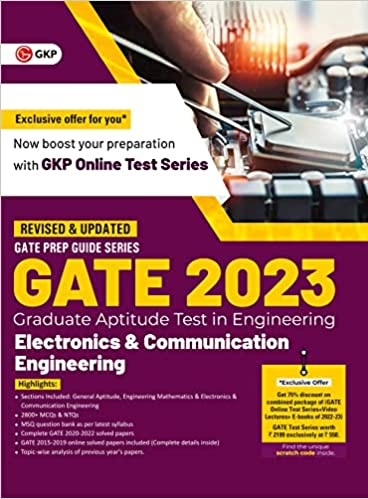 GKP
Exclusive offer for you*
Now boost your preparation
with GKP Online Test Series
REVISED & UPDATED
GATE PREP GUIDE SERIES
GATE 2023
Graduate Aptitude Test in Engineering
Electronics & Communication
Engineering
Highlights:
Sections Included: General Aptitude, Engineering Mathematics & Electronics &
Communication Engineering
2800+ MCQs & NTQs
MSQ question bank as per latest syllabus
Complete GATE 2020-2022 solved papers
GATE 2015-2019 online solved papers included (Complete details inside)
Topic-wise analysis of previous year's papers.
*Exclusive Offer
Get 75% discount on
combined package of iGATE
Online Test Series+Video
Lectures+ E-books of 2022-23)
GATE Test Series worth
₹ 2199 exclusively at ₹ 550.
Find the unique
scratch code inside.